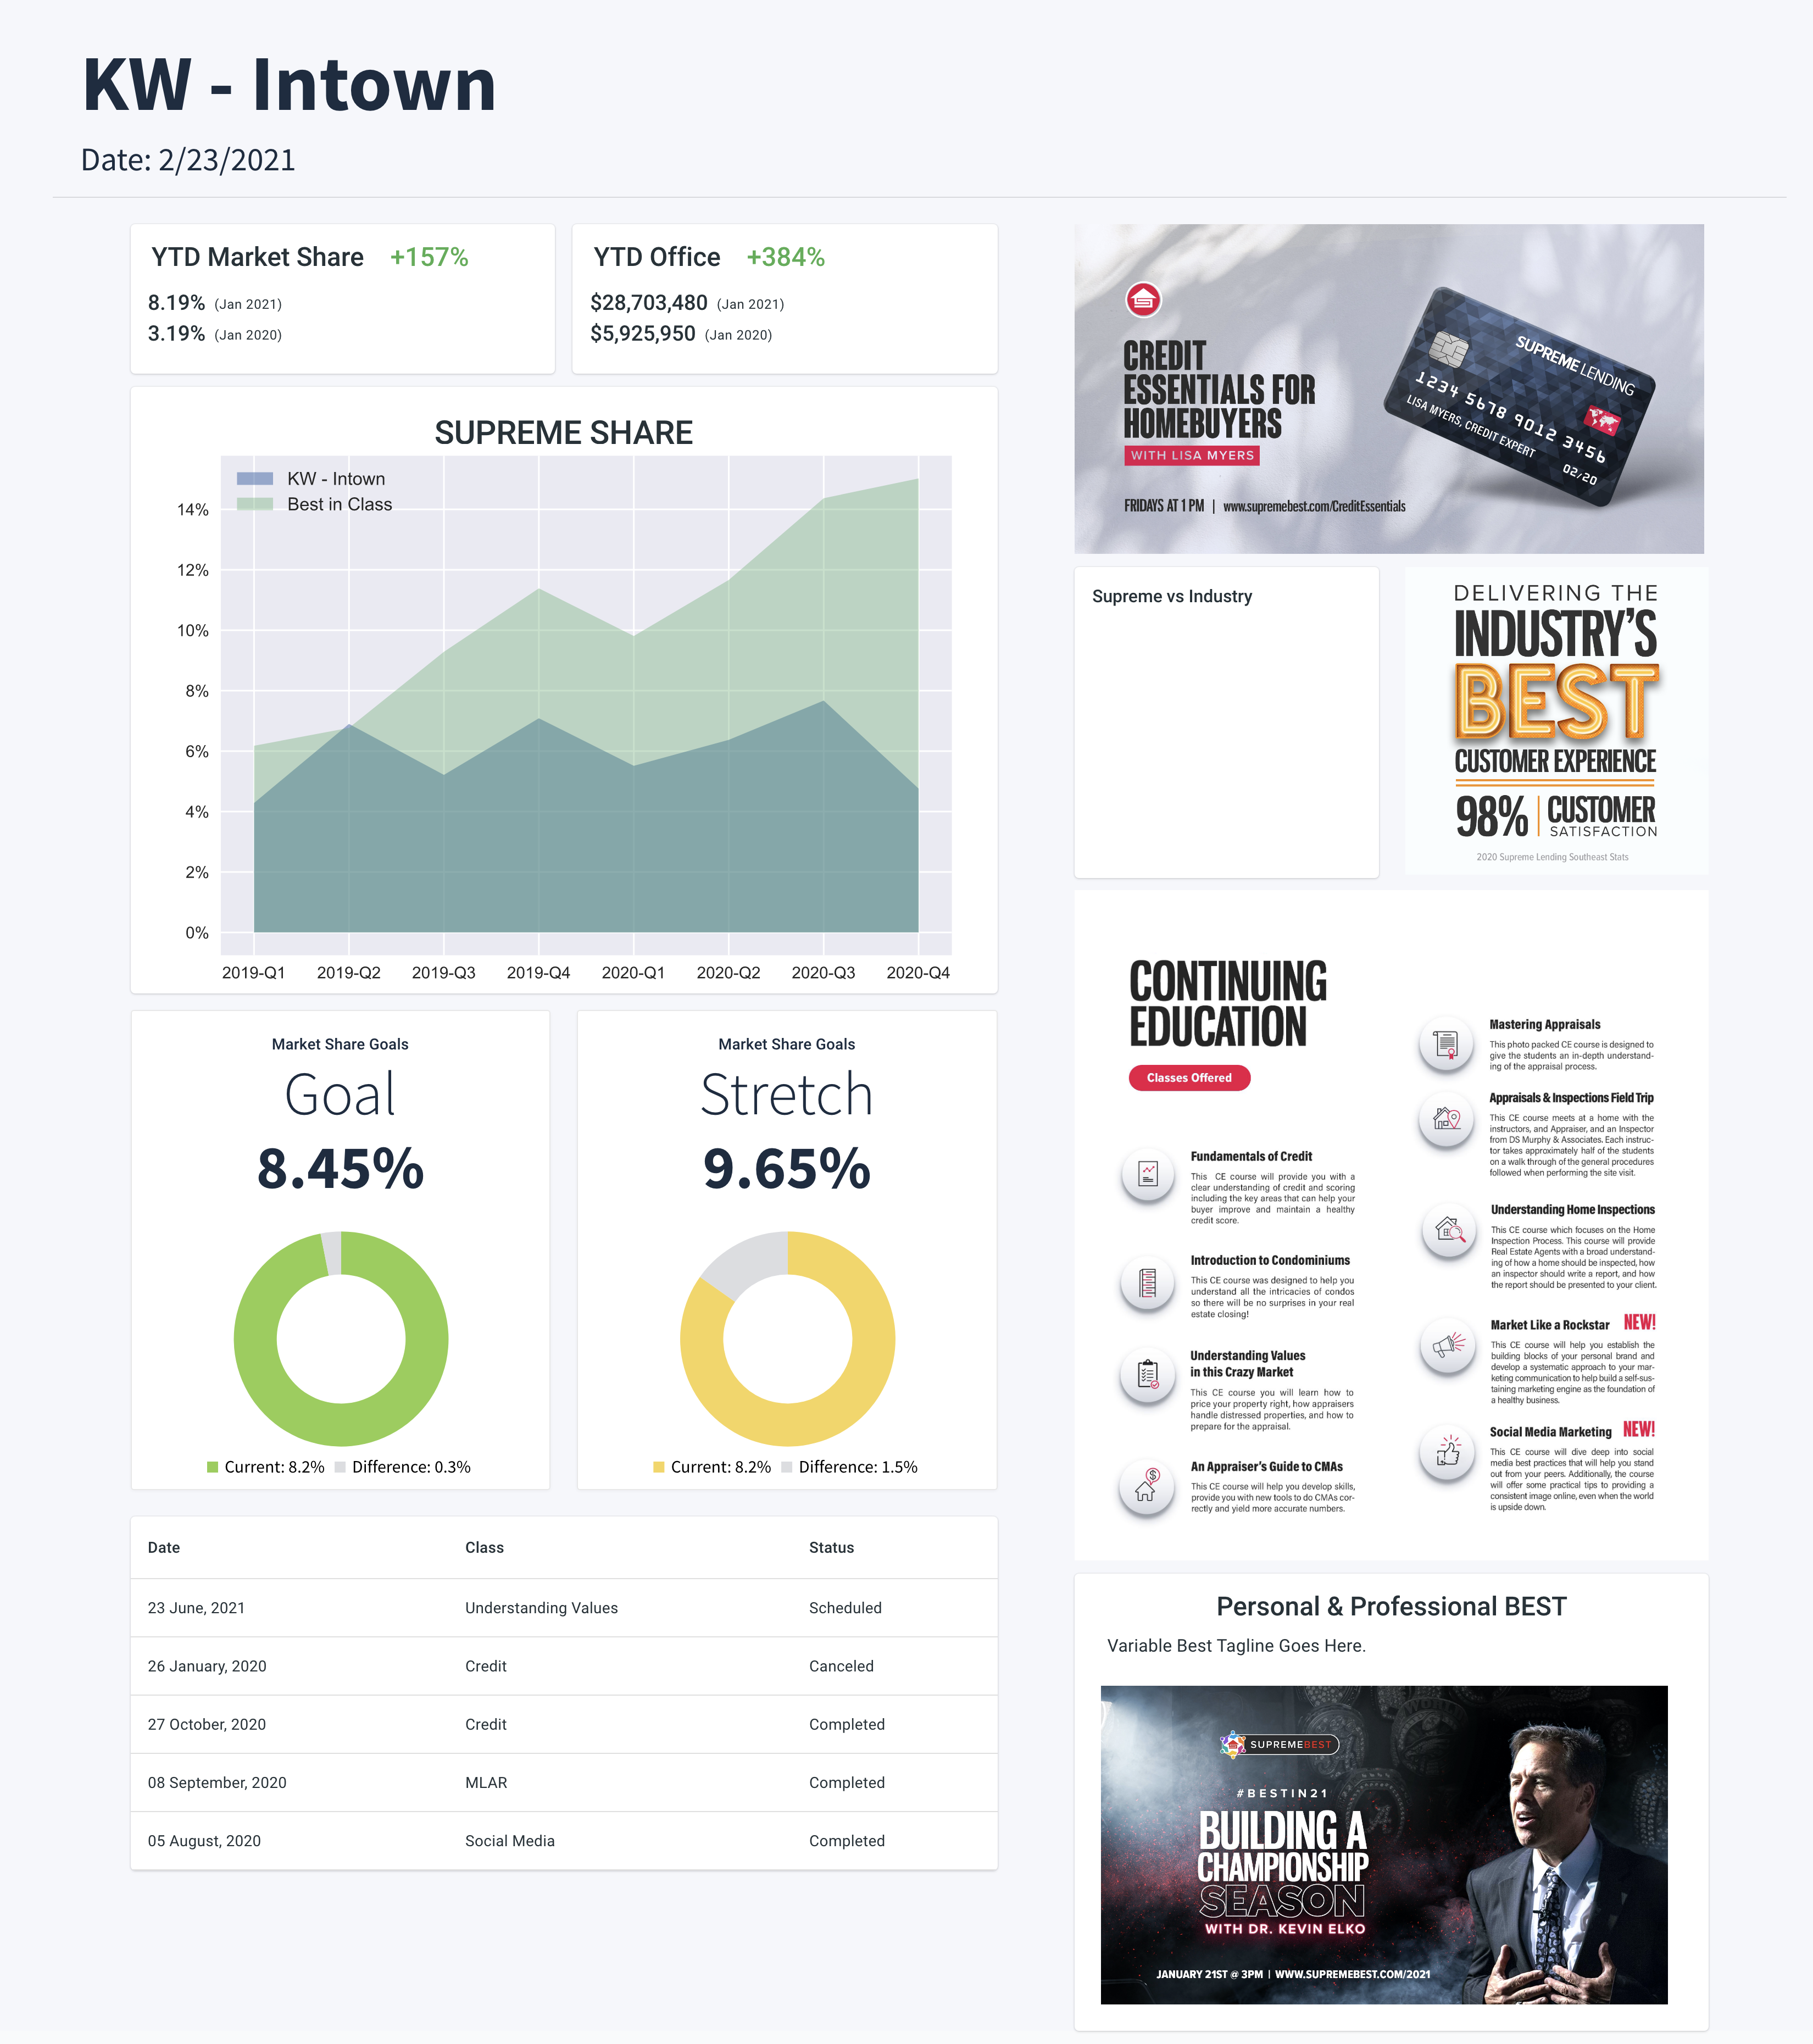 KW - Intown
Date: 2/23/2021
YTD Market Share +157%
8.19% (Jan 2021)
3.19% (Jan 2020)
YTD Office +384%
$28,703,480 (Jan 2021)
$5,925,950 (Jan 2020)
SUPREME SHARE
KW - Intown
Best in Class
14%
12%
10%
8%
6%
4%
2%
0%
2019-Q1 2019-Q2 2019-Q3 2019-Q4 2020-Q1 2020-Q2 2020-Q3 2020-Q4
Market Share Goals
Goal
8.45%
Current: 8.2% Difference: 0.3%
Market Share Goals
Stretch
9.65%
Current: 8.2% Difference: 1.5%
Date Class Status
23 June, 2021 Understanding Values Scheduled
26 January, 2020 Credit Canceled
27 October, 2020 Credit Completed
08 September, 2020 MLAR Completed
05 August, 2020 Social Media Completed
CREDIT
ESSENTIALS FOR
HOMEBUYERS
WITH LISA MYERS
FRIDAYS AT 1 PM | www.supremebest.com/CreditEssentials
SUPREME LENDING
1234 5678 9012 3456
LISA MYERS, CREDIT EXPERT
02/20
Supreme vs Industry
DELIVERING THE
INDUSTRY'S
BEST
CUSTOMER EXPERIENCE
98% CUSTOMER
SATISFACTION
2020 Supreme Lending Southeast Stats
CONTINUING
EDUCATION
Classes Offered
Fundamentals of Credit
This CE course will provide you with a
clear understanding of credit and scoring
including the key areas that can help your
buyer improve and maintain a healthy
credit score.
Introduction to Condominiums
This CE course was designed to help you
understand all the intricacies of condos
so there will be no surprises in your real
estate closing!
Understanding Values
in this Crazy Market
This CE course you will learn how to
price your property right, how appraisers
handle distressed properties, and how to
prepare for the appraisal.
An Appraiser's Guide to CMAs
This CE course will help you develop skills,
provide you with new tools to do CMAs cor-
rectly and yield more accurate numbers.
Mastering Appraisals
This photo packed CE course is designed to
give the students an in-depth understand-
ing of the appraisal process.
Appraisals & Inspections Field Trip
This CE course meets at a home with the
instructors, and Appraiser, and an Inspector
from DS Murphy & Associates. Each instruc-
tor takes approximately half of the students
on a walk through of the general procedures
followed when performing the site visit.
Understanding Home Inspections
This CE course which focuses on the Home
Inspection Process. This course will provide
Real Estate Agents with a broad understand-
ing of how a home should be inspected, how
an inspector should write a report, and how
the report should be presented to your client.
Market Like a Rockstar NEW!
This CE course will help you establish the
building blocks of your personal brand and
develop a systematic approach to your mar-
keting communication to help build a self-sus-
taining marketing engine as the foundation of
a healthy business.
Social Media Marketing NEW!
This CE course will dive deep into social
media best practices that will help you stand
out from your peers. Additionally, the course
will offer some practical tips to providing a
consistent image online, even when the world
is upside down.
Personal & Professional BEST
Variable Best Tagline Goes Here.
SUPREMEBEST
#BESTIN21
BUILDING A
CHAMPIONSHIP
SEASON
WITH DR. KEVIN ELKO
JANUARY 21ST @ 3PM | WWW.SUPREMEBEST.COM/2021